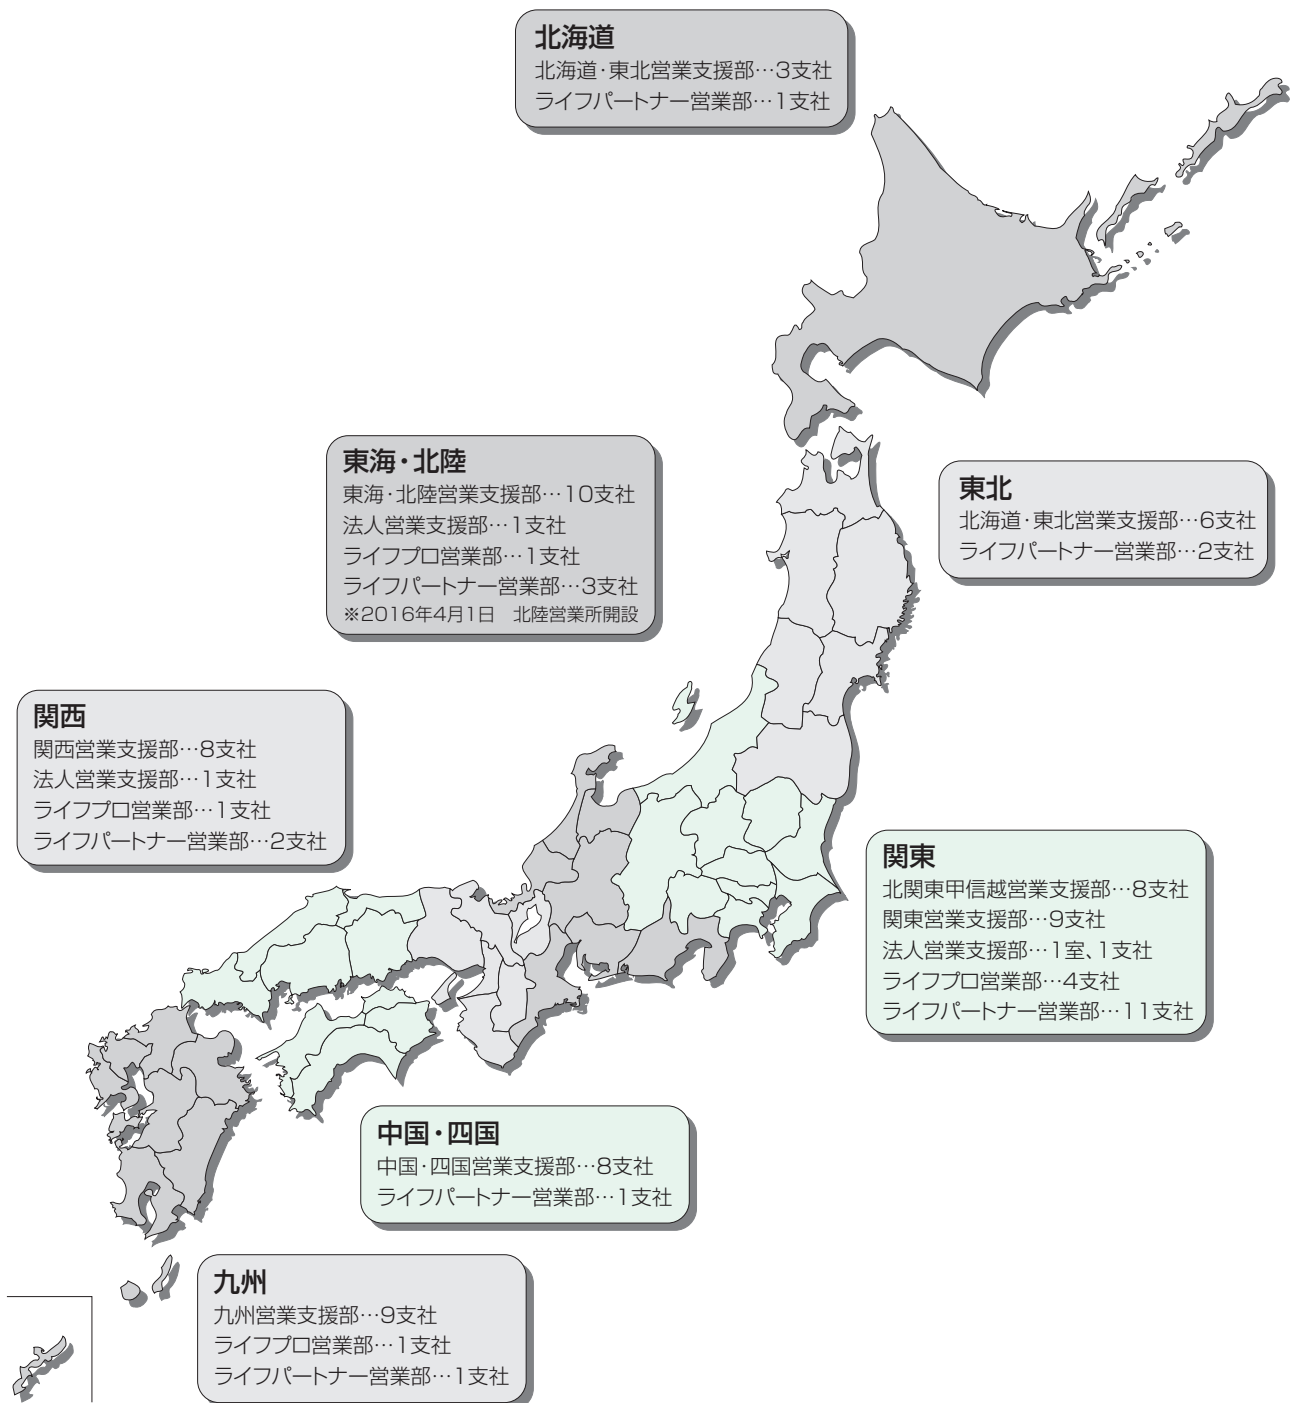 北海道
北海道・東北営業支援部…3支社
ライフパートナー営業部…1支社
東海・北陸
東海・北陸営業支援部…10支社
法人営業支援部…1支社
ライフプロ営業部…1支社
ライフパートナー営業部…3支社
※2016年4月1日　北陸営業所開設
東北
北海道・東北営業支援部…6支社
ライフパートナー営業部…2支社
関西
関西営業支援部…8支社
法人営業支援部…1支社
ライフプロ営業部…1支社
ライフパートナー営業部…2支社
関東
北関東甲信越営業支援部…8支社
関東営業支援部…9支社
法人営業支援部…1室、1支社
ライフプロ営業部…4支社
ライフパートナー営業部…11支社
中国・四国
中国・四国営業支援部…8支社
ライフパートナー営業部…1支社
九州
九州営業支援部…9支社
ライフプロ営業部…1支社
ライフパートナー営業部…1支社